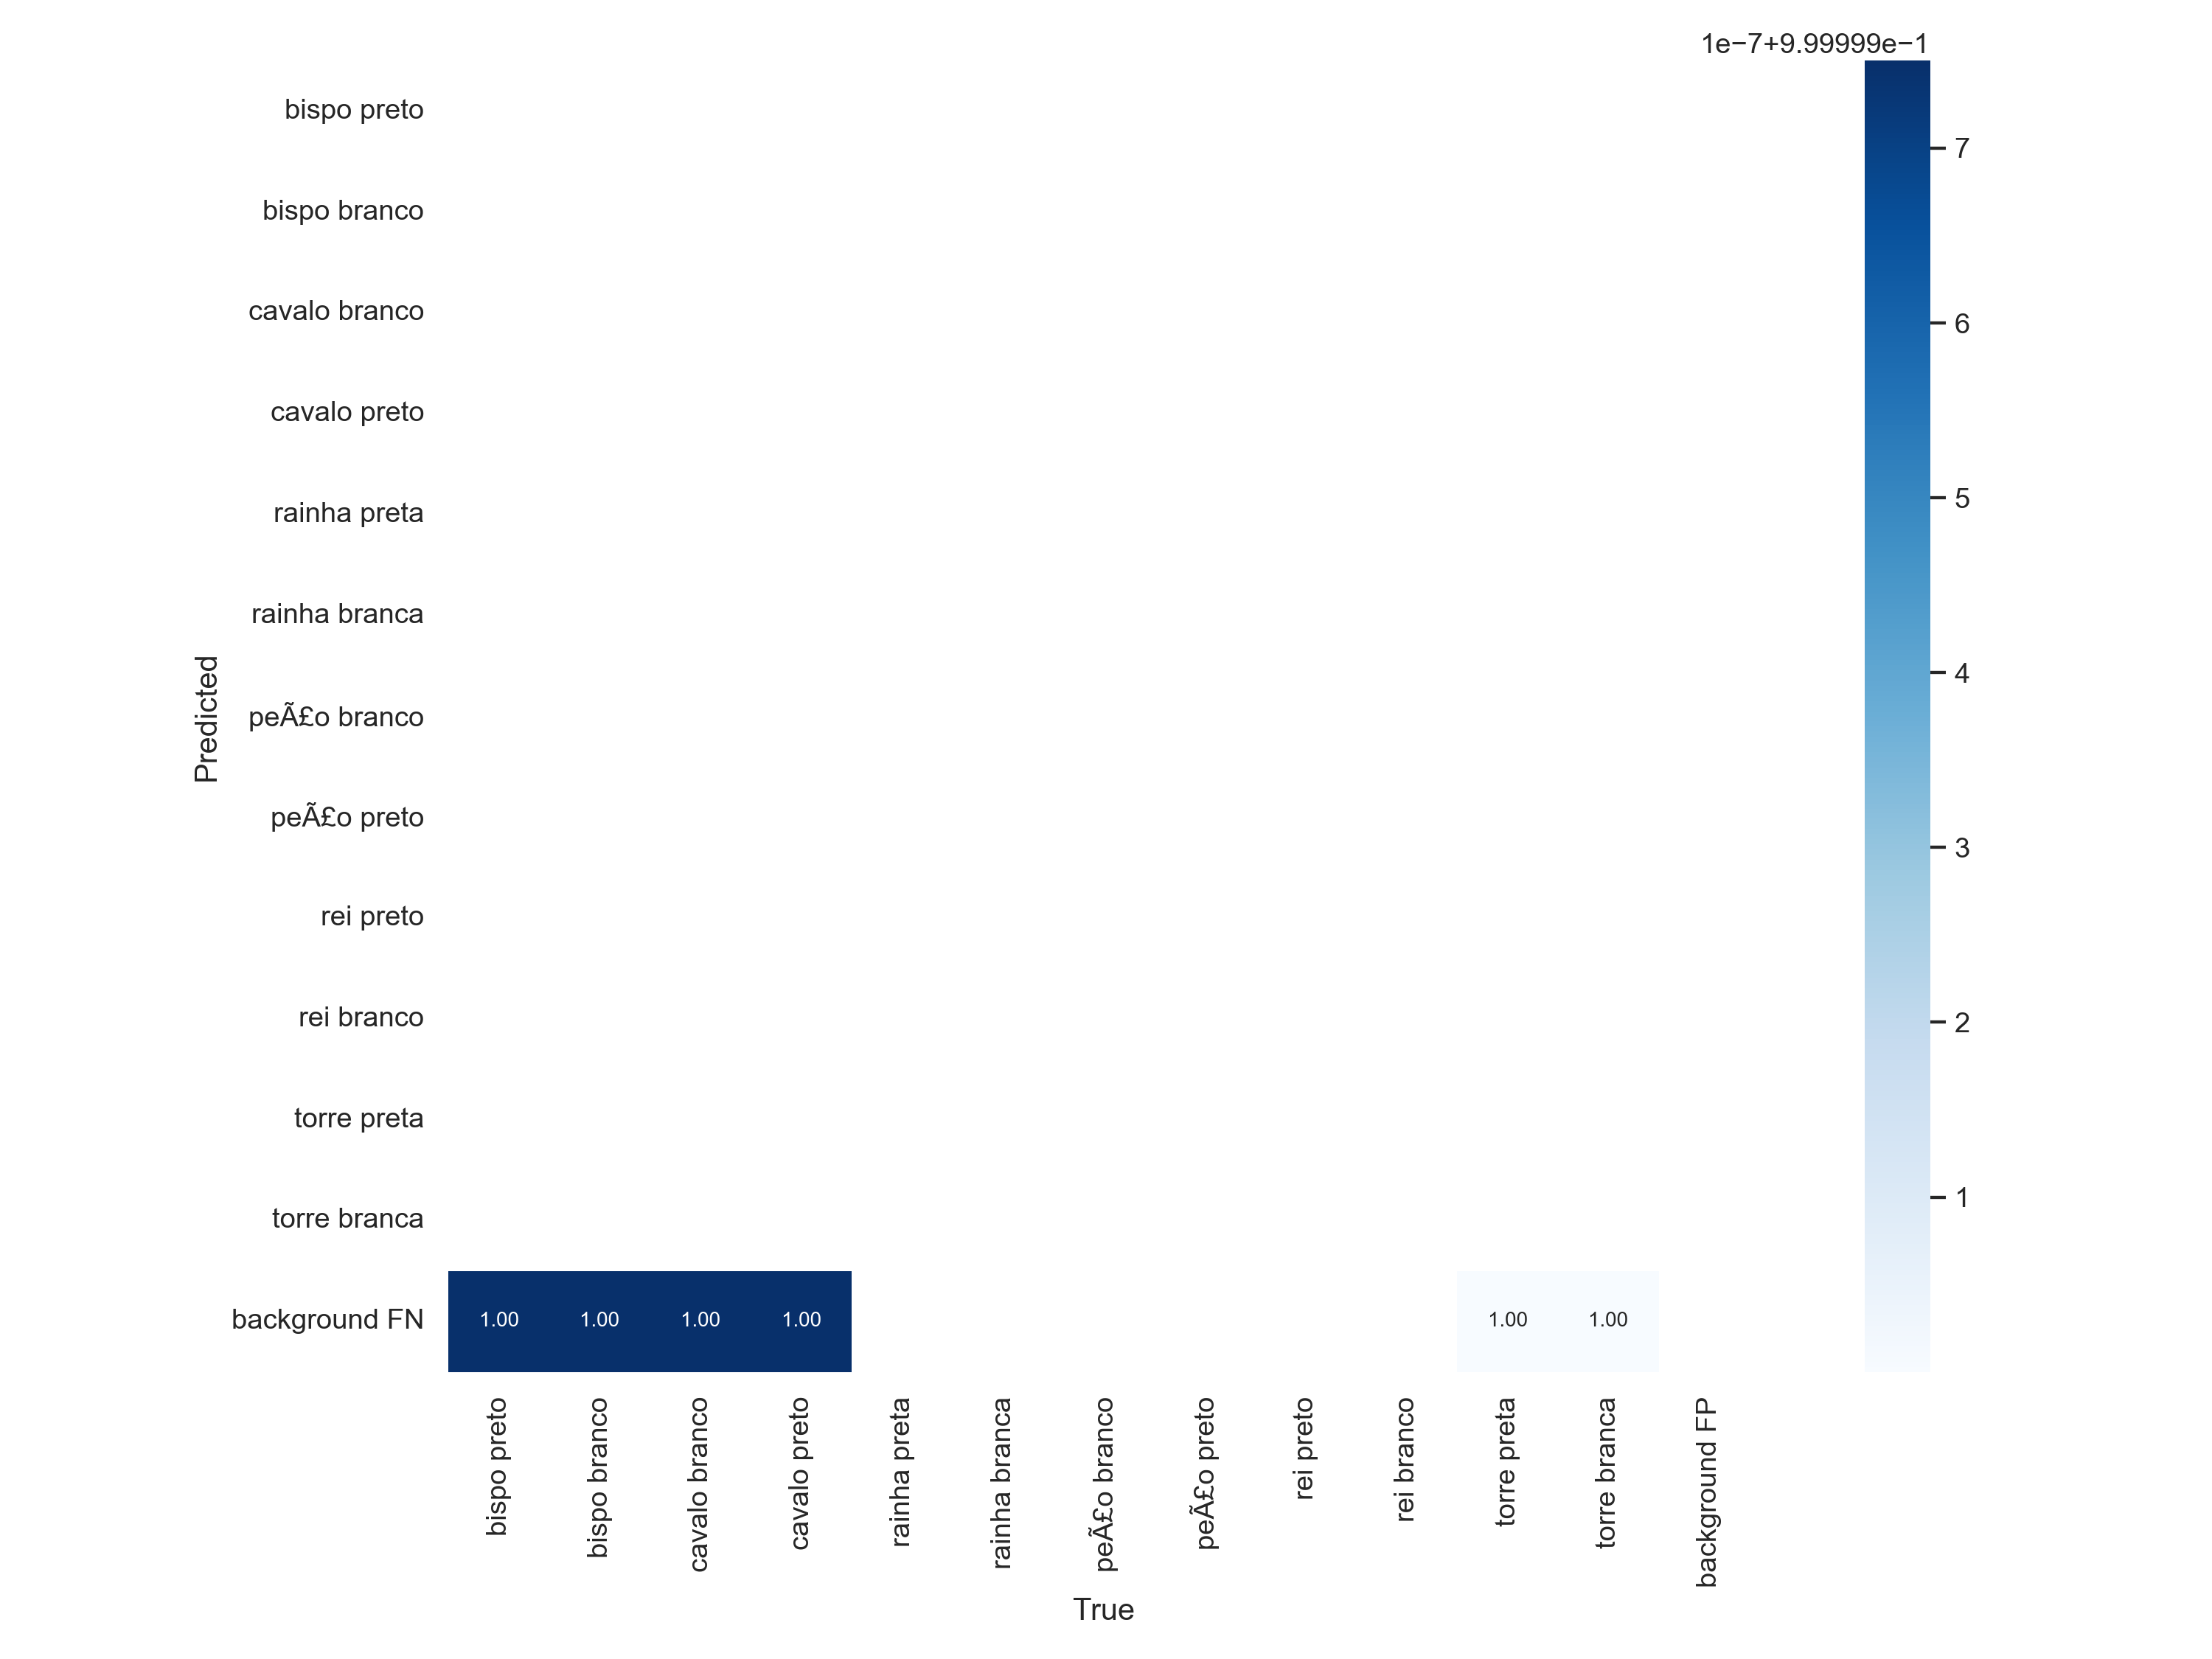 1e−7+9.99999e−1
bispo preto
bispo branco
cavalo branco
cavalo preto
rainha preta
rainha branca
peÃ£o branco
peÃ£o preto
rei preto
rei branco
torre preta
torre branca
background FN
Predicted
1.00 1.00 1.00 1.00 1.00 1.00
7
6
5
4
3
2
1
bispo preto
bispo branco
cavalo branco
cavalo preto
rainha preta
rainha branca
peÃ£o branco
peÃ£o preto
rei preto
rei branco
torre preta
torre branca
background FP
True